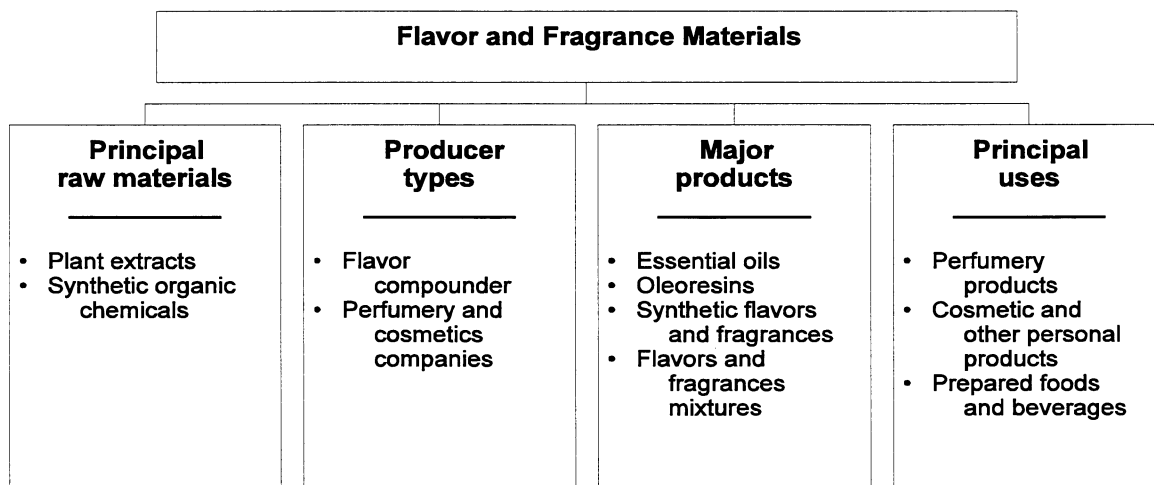 Flavor and Fragrance Materials
Principal
raw materials
• Plant extracts
• Synthetic organic
chemicals
Producer
types
• Flavor
compounder
• Perfumery and
cosmetics
companies
Major
products
• Essential oils
• Oleoresins
• Synthetic flavors
and fragrances
• Flavors and
fragrances
mixtures
Principal
uses
• Perfumery
products
• Cosmetic and
other personal
products
• Prepared foods
and beverages